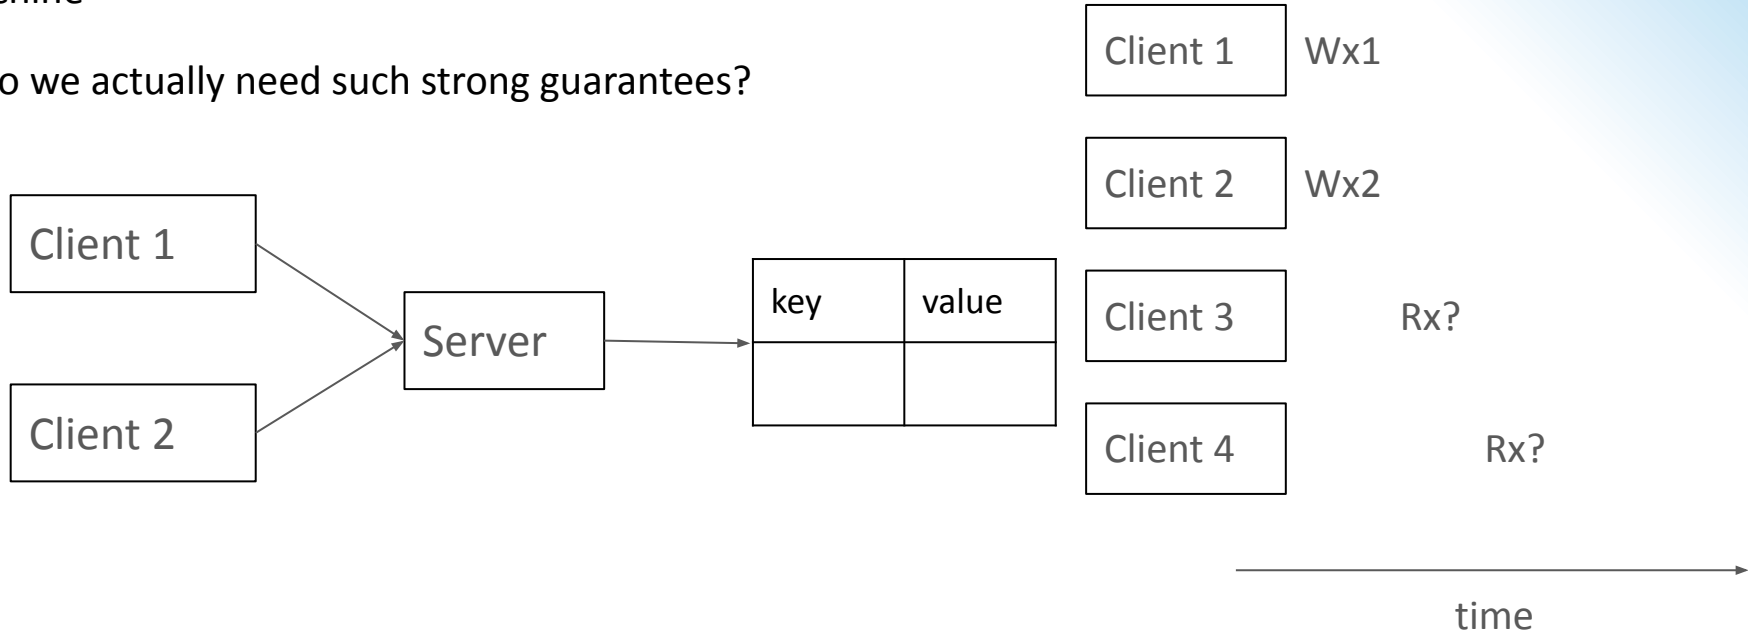 o we actually need such strong guarantees?
Client 1
Client 2
Server
key value
Client 1 Wx1
Client 2 Wx2
Client 3 Rx?
Client 4 Rx?
time